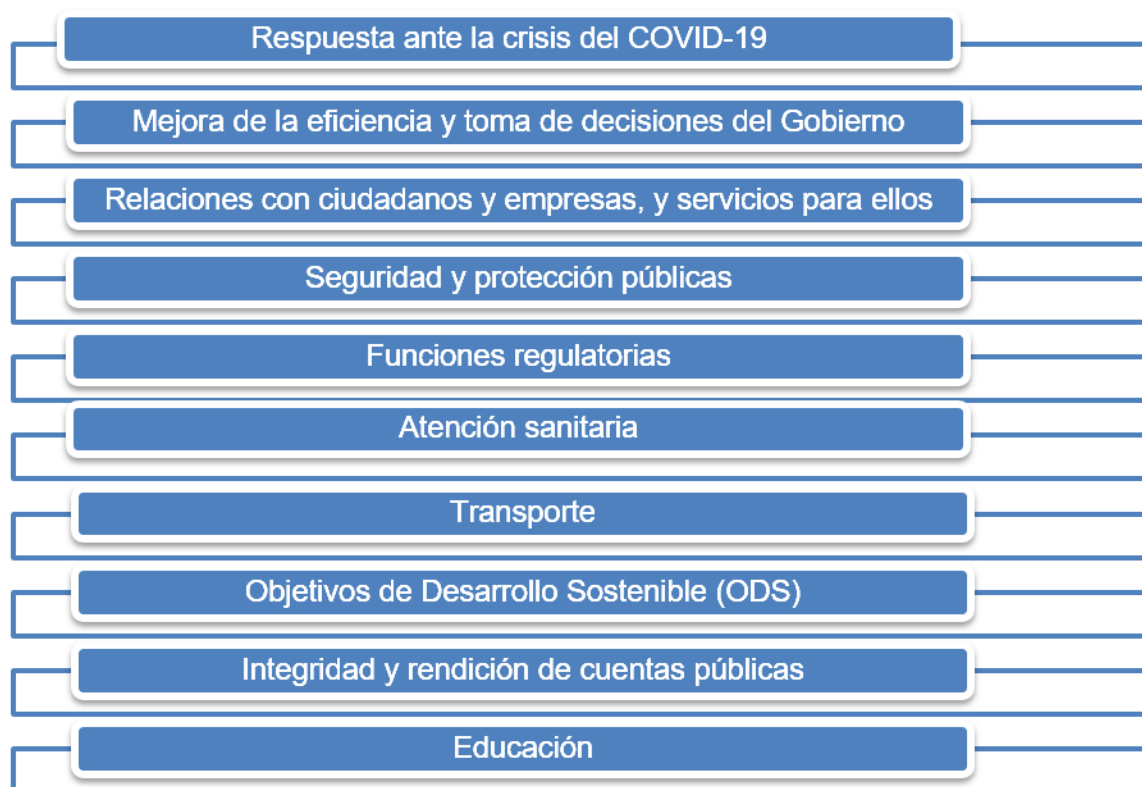 Respuesta ante la crisis del COVID-19
Mejora de la eficiencia y toma de decisiones del Gobierno
Relaciones con ciudadanos y empresas, y servicios para ellos
Seguridad y protección públicas
Funciones regulatorias
Atención sanitaria
Transporte
Objetivos de Desarrollo Sostenible (ODS)
Integridad y rendición de cuentas públicas
Educación